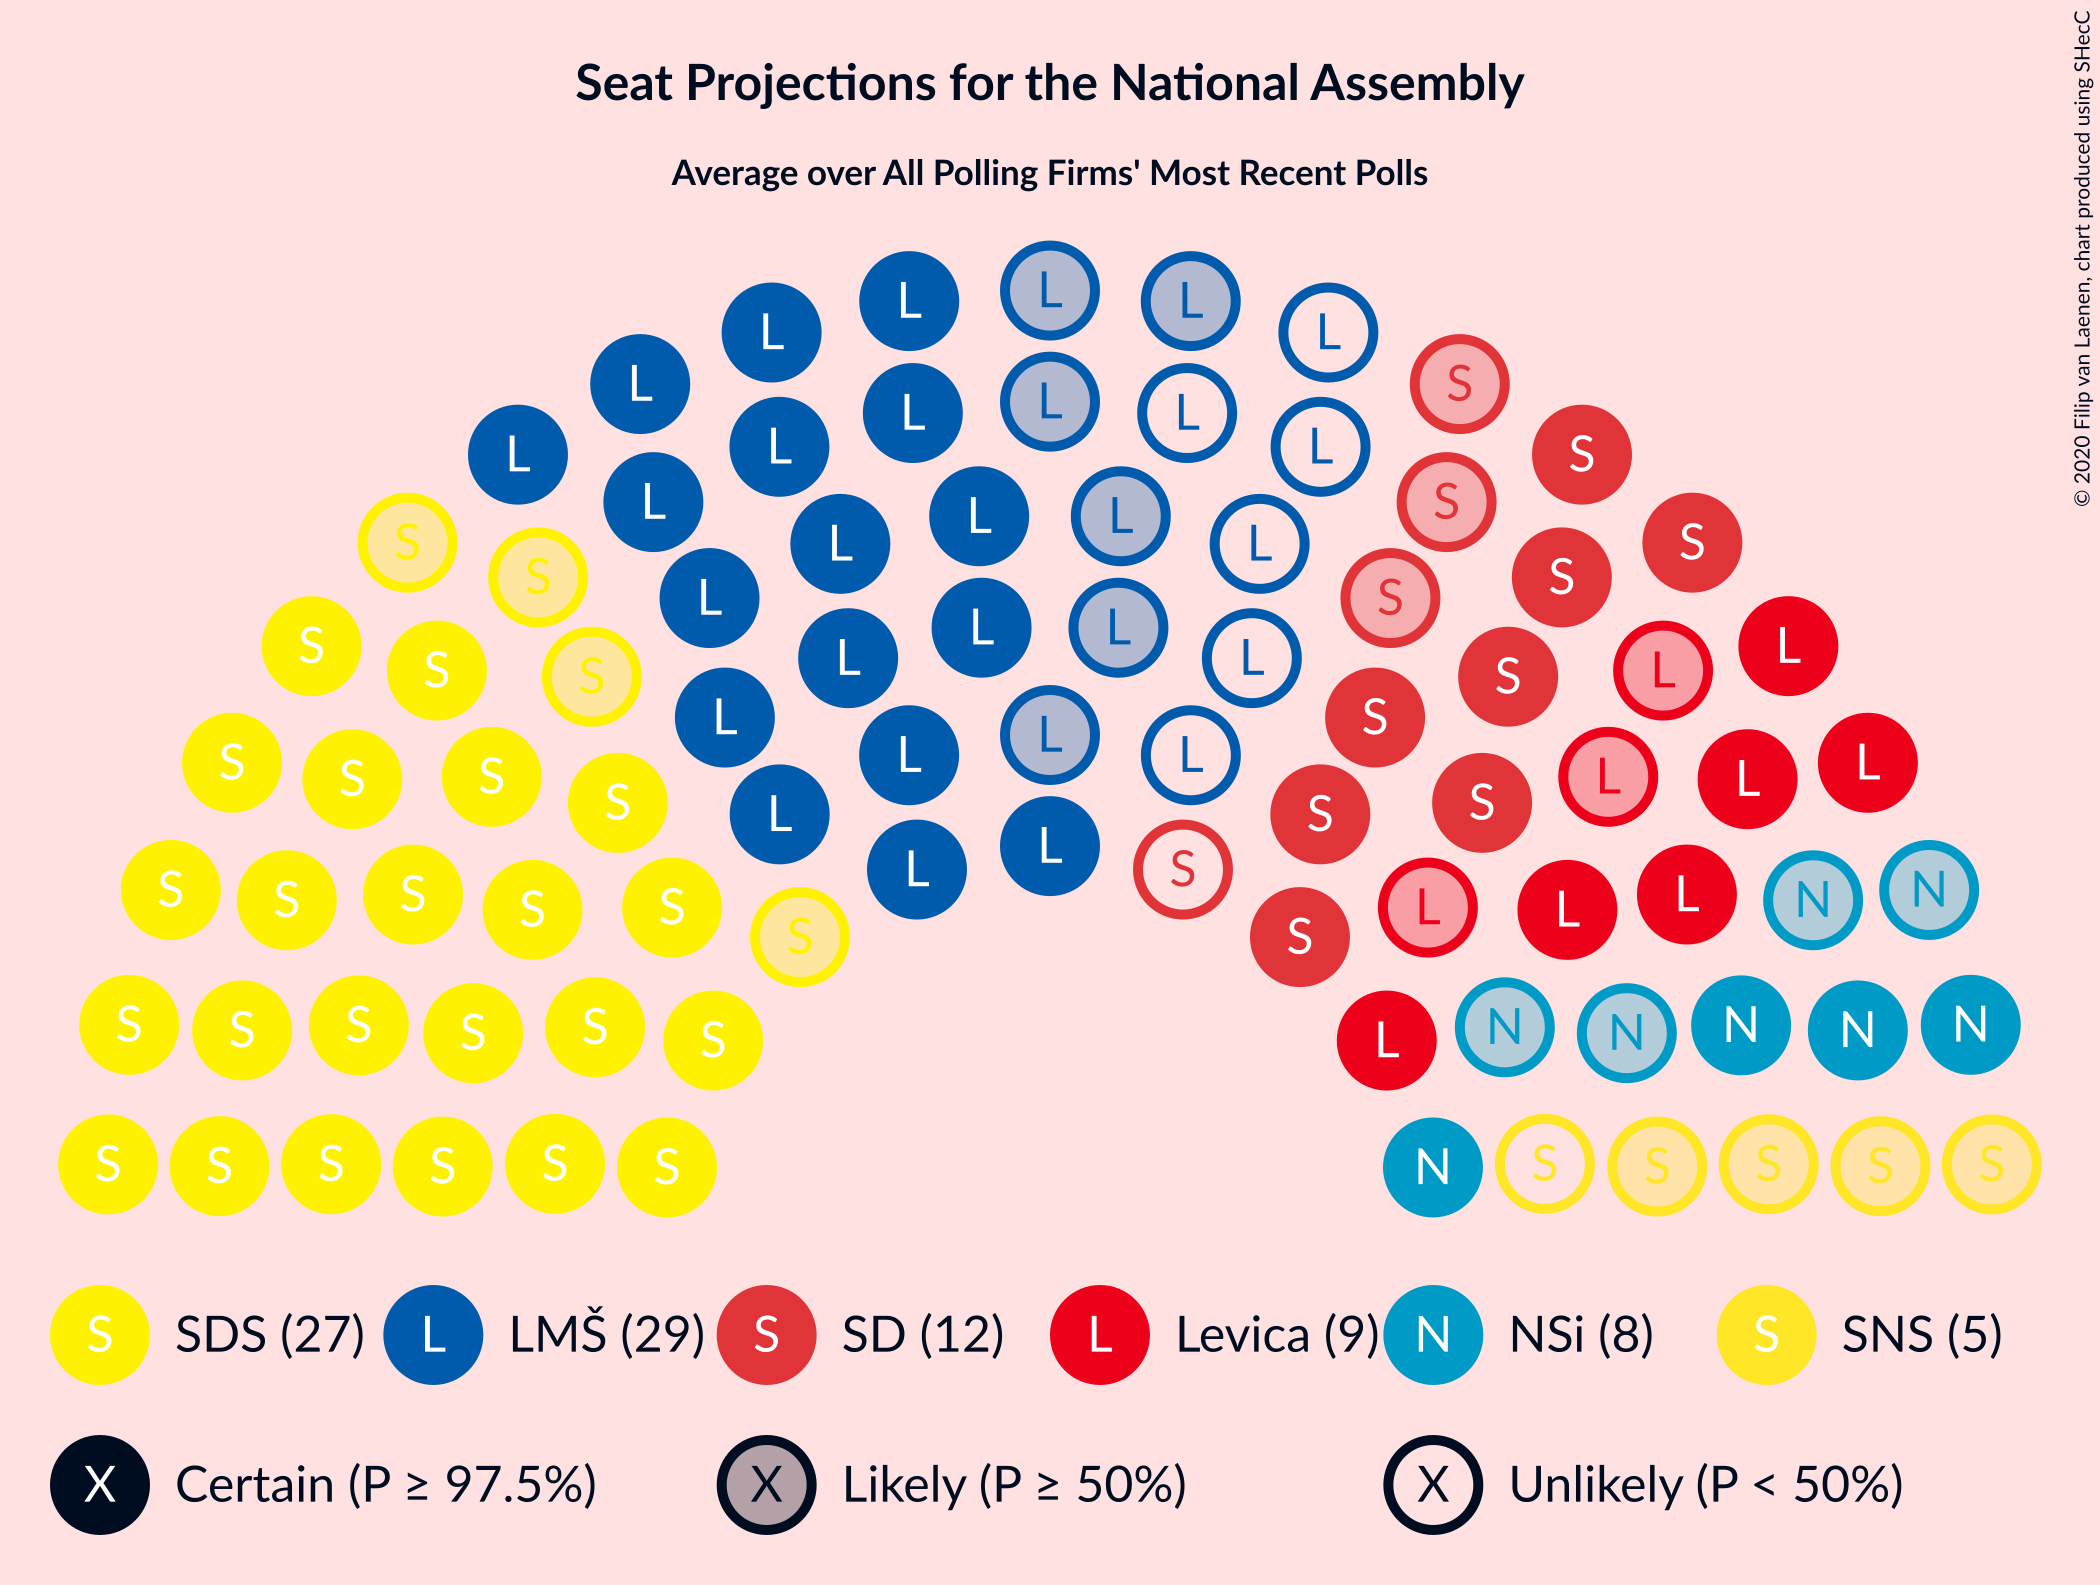 Seat Projections for the National Assembly
Average over All Polling Firms' Most Recent Polls
© 2020 Filip van Laenen, chart produced using SHecC
L L L L L
L S
L L L L L S
L L S S
S L L L L L S S
S L S S
S S S L L L L S S L L
S S S S L L L L S S L L L
S S S S S S L L L S S L L L N N
S S S S S S L N N N N N
S S S S S S N S S S S S
S SDS (27) L LMŠ (29) S SD (12) L Levica (9) N NSi (8) S SNS (5)
X Certain (P ≥ 97.5%) X Likely (P ≥ 50%) X Unlikely (P < 50%)